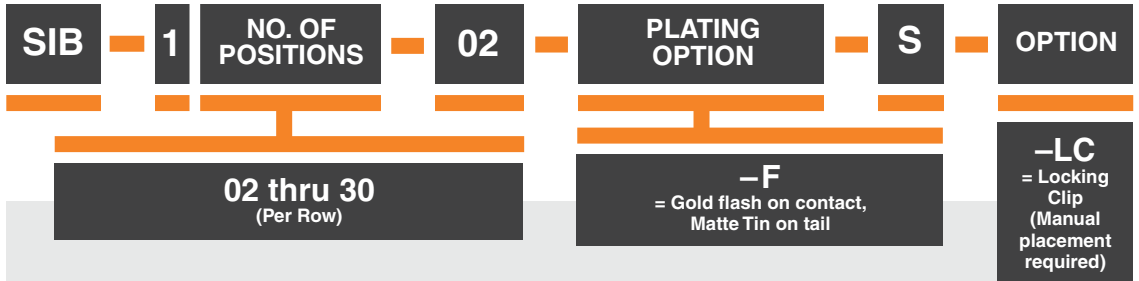 SIB
1
NO. OF
POSITIONS
02
PLATING
OPTION
S
OPTION
02 thru 30
(Per Row)
–F
= Gold flash on contact,
Matte Tin on tail
–LC
= Locking
Clip
(Manual
placement
required)